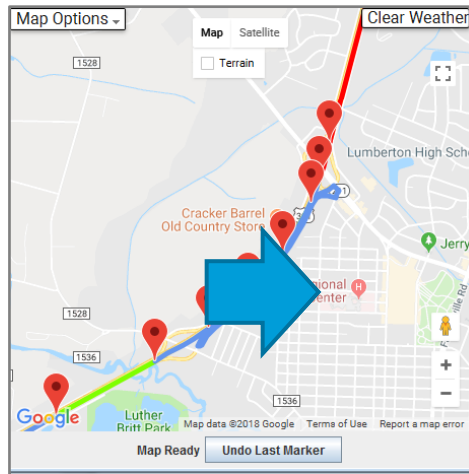 Map Options
Clear Weather
Map Satellite
Terrain
1528
Lumberton High Sch
Cracker Barrel
Old Country Store
Jerry
H
1528
1536
1536
Google
Luther
Britt Park
Map data ©2018 Google Terms of Use Report a map error
Map Ready Undo Last Marker